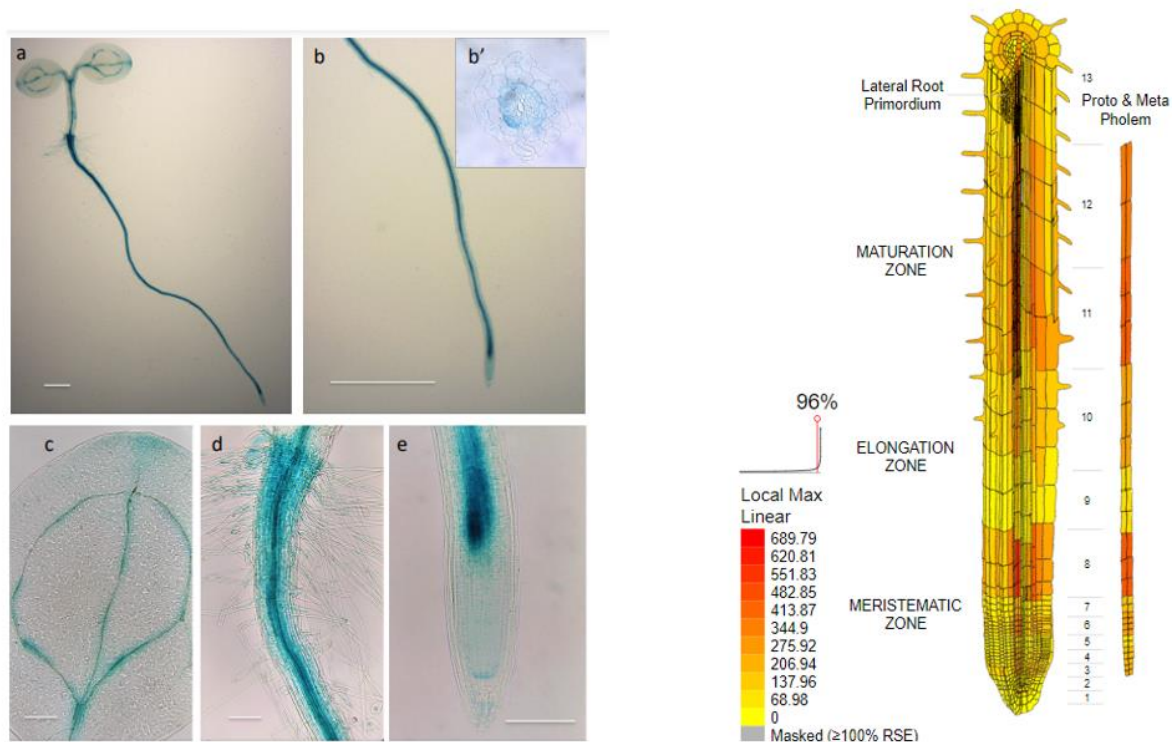 a
b
b'
c
d
e
Lateral Root
Primordium
13
Proto & Meta
Pholem
12
MATURATION
ZONE
11
96%
10
ELONGATION
ZONE
9
Local Max
Linear
689.79
620.81
551.83
482.85
413.87
344.9
275.92
206.94
137.96
68.98
0
Masked (≥100% RSE)
8
MERISTEMATIC
ZONE
7
6
5
4
3
2
1